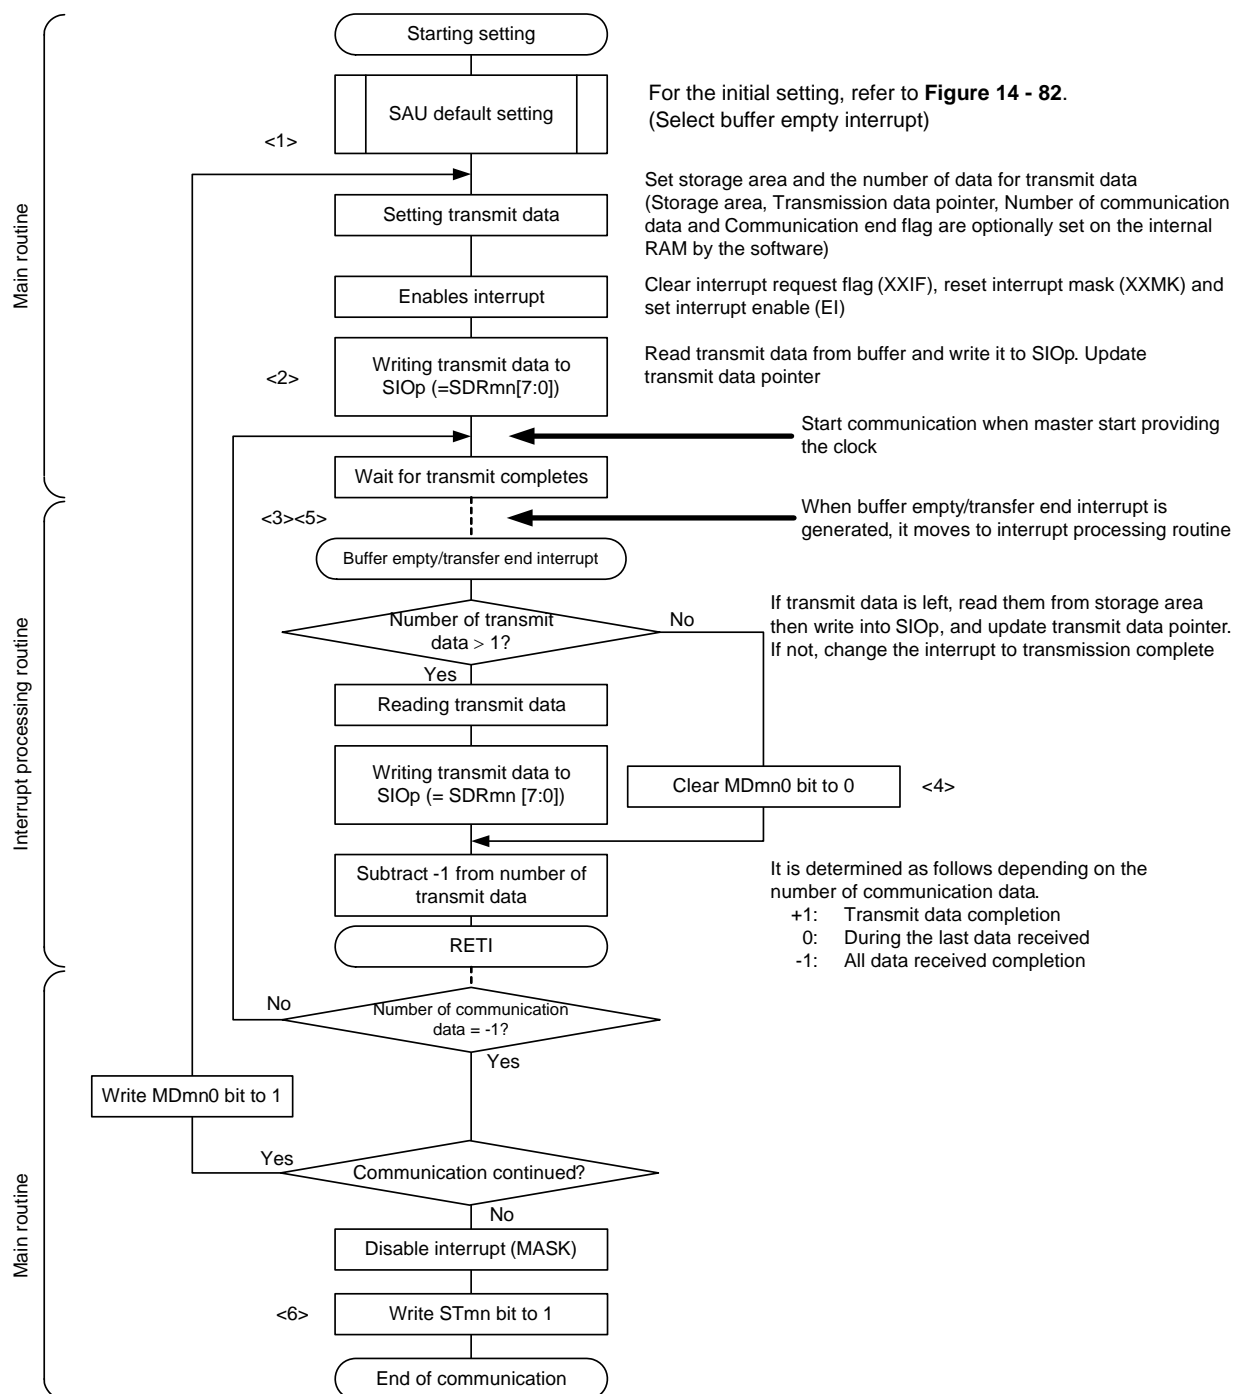 Starting setting
SAU default setting
For the initial setting, refer to Figure 14 - 82.
(Select buffer empty interrupt)
<1>
Main routine
Setting transmit data
Set storage area and the number of data for transmit data
(Storage area, Transmission data pointer, Number of communication
data and Communication end flag are optionally set on the internal
RAM by the software)
Enables interrupt
Clear interrupt request flag (XXIF), reset interrupt mask (XXMK) and
set interrupt enable (EI)
<2>
Writing transmit data to
SIOp (=SDRmn[7:0])
Read transmit data from buffer and write it to SIOp. Update
transmit data pointer
Start communication when master start providing
the clock
Wait for transmit completes
<3><5>
When buffer empty/transfer end interrupt is
generated, it moves to interrupt processing routine
Buffer empty/transfer end interrupt
Interrupt processing routine
Number of transmit
data > 1?
No
Yes
If transmit data is left, read them from storage area
then write into SIOp, and update transmit data pointer.
If not, change the interrupt to transmission complete
Reading transmit data
Writing transmit data to
SIOp (= SDRmn [7:0])
Clear MDmn0 bit to 0
<4>
Subtract -1 from number of
transmit data
It is determined as follows depending on the
number of communication data.
+1: Transmit data completion
0: During the last data received
-1: All data received completion
RETI
No
Number of communication
data = -1?
Yes
Write MDmn0 bit to 1
Main routine
Yes
Communication continued?
No
Disable interrupt (MASK)
<6>
Write STmn bit to 1
End of communication